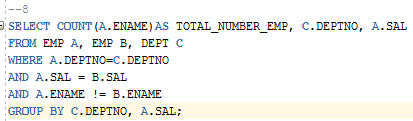 --8
SELECT COUNT(A.ENAME)AS TOTAL_NUMBER_EMP, C.DEPTNO, A.SAL
FROM EMP A, EMP B, DEPT C
WHERE A.DEPTNO=C.DEPTNO
AND A.SAL = B.SAL
AND A.ENAME != B.ENAME
GROUP BY C.DEPTNO, A.SAL;